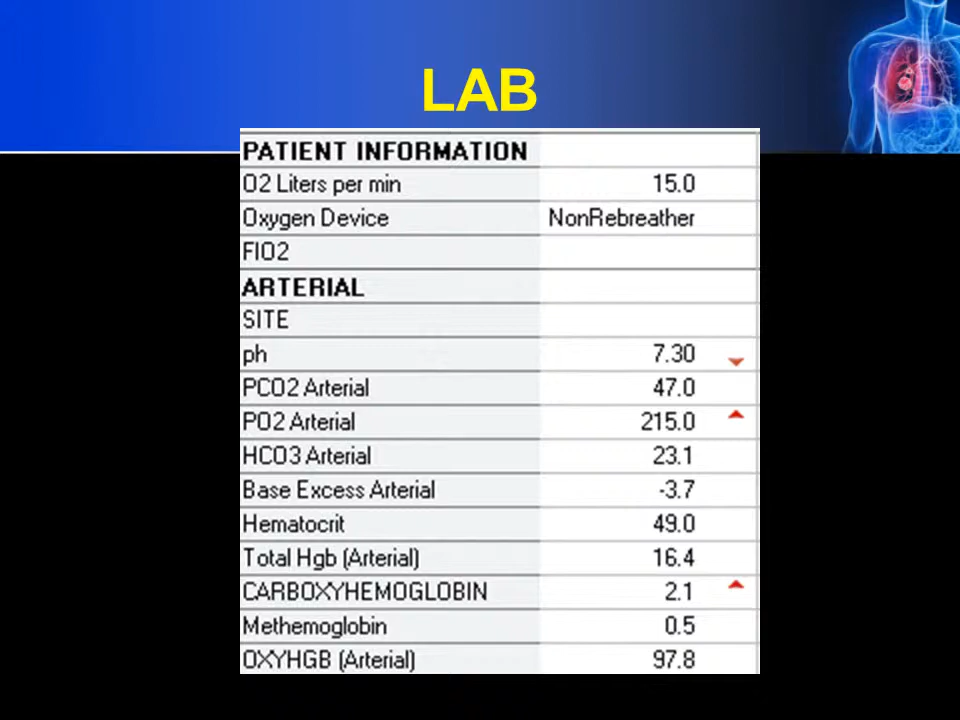 LAB
PATIENT INFORMATION
O2 Liters per min 15.0
Oxygen Device NonRebreather
FIO2
ARTERIAL
SITE
ph 7.30
PCO2 Arterial 47.0
PO2 Arterial 215.0
HCO3 Arterial 23.1
Base Excess Arterial -3.7
Hematocrit 49.0
Total Hgb (Arterial) 16.4
CARBOXYHEMOGLOBIN 2.1
Methemoglobin 0.5
OXYHGB (Arterial) 97.8